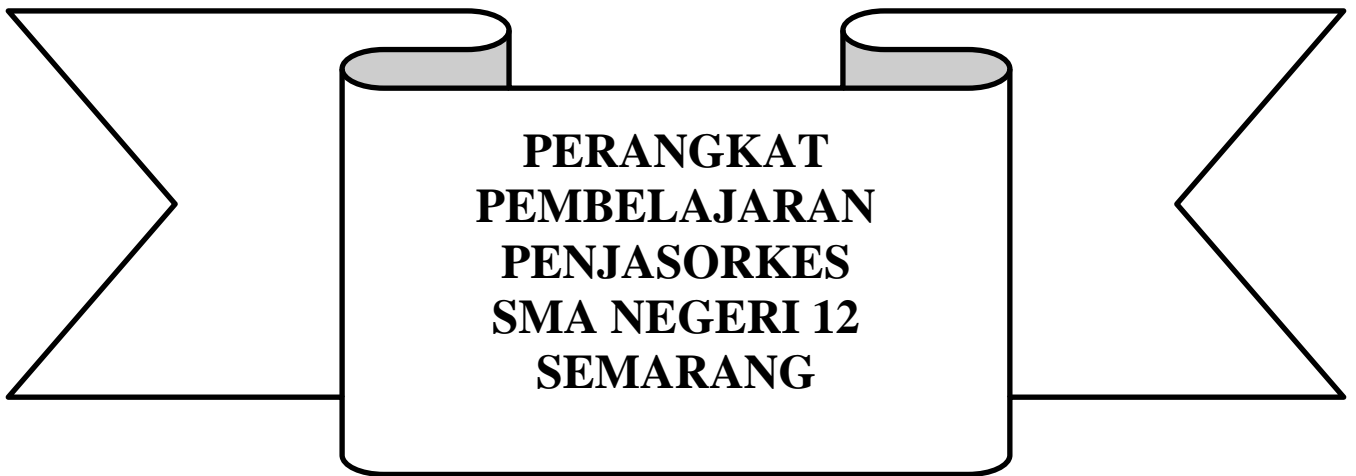 PERANGKAT
PEMBELAJARAN
PENJASORKES
SMA NEGERI 12
SEMARANG